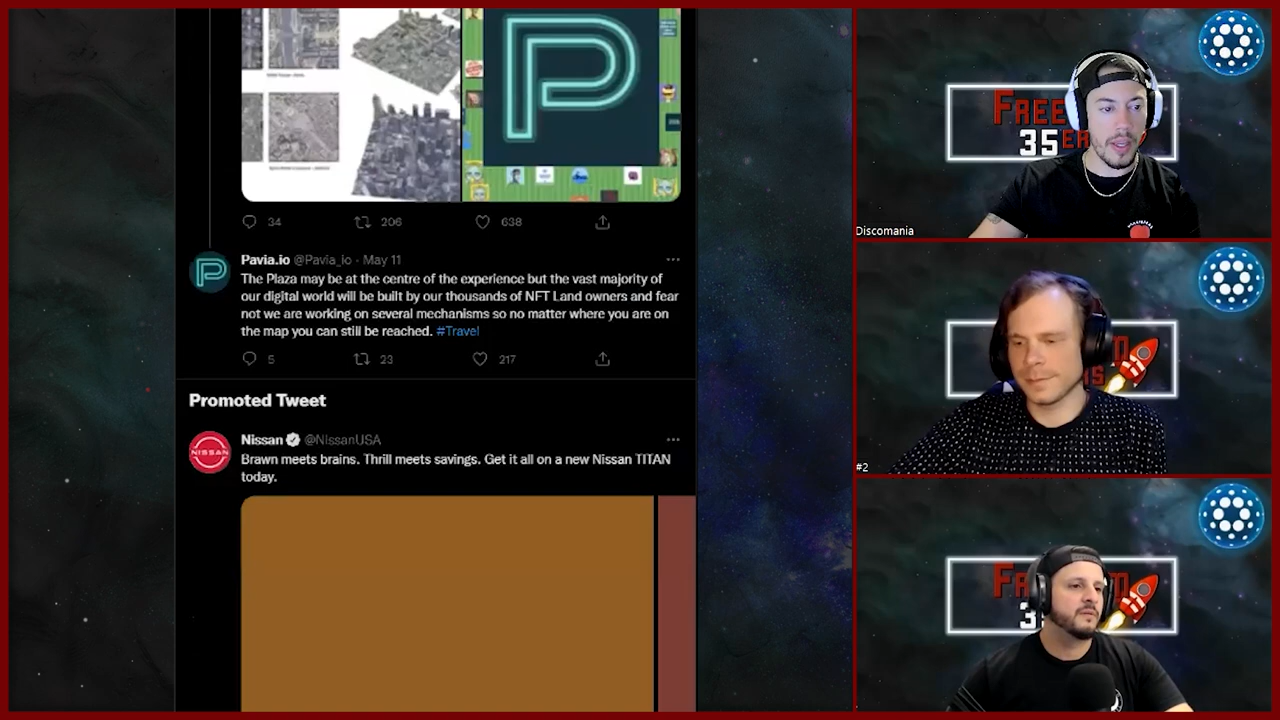 34
206
638
Pavia.io @Pavia_io · May 11
The Plaza may be at the centre of the experience but the vast majority of
our digital world will be built by our thousands of NFT Land owners and fear
not we are working on several mechanisms so no matter where you are on
the map you can still be reached. #Travel
5
23
217
Promoted Tweet
Nissan @NissanUSA
NISSAN
Brawn meets brains. Thrill meets savings. Get it all on a new Nissan TITAN
today.
35
Discomania
#2